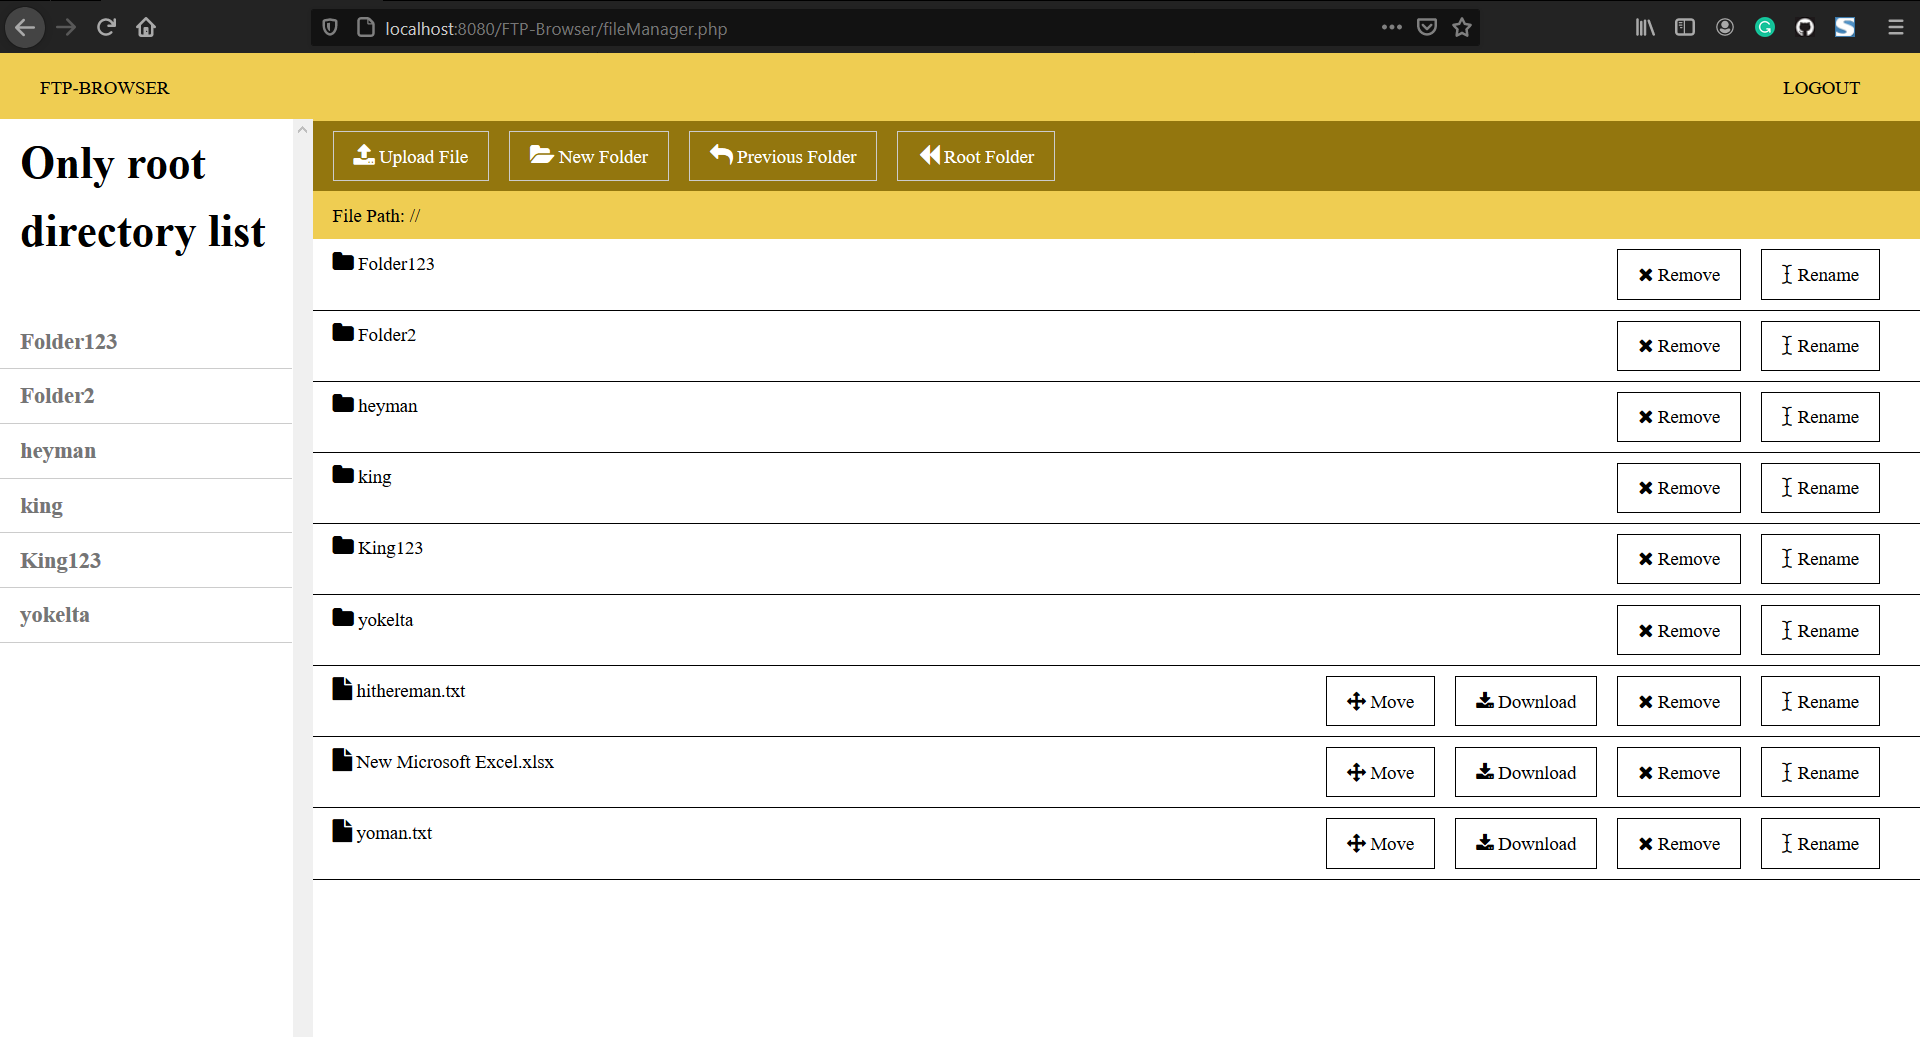 localhost:8080/FTP-Browser/fileManager.php
FTP-BROWSER
LOGOUT
Only root
directory list
Folder123
Folder2
heyman
king
King123
yokelta
Upload File
New Folder
Previous Folder
Root Folder
File Path: //
Folder123
Remove
Rename
Folder2
Remove
Rename
heyman
Remove
Rename
king
Remove
Rename
King123
Remove
Rename
yokelta
Remove
Rename
hithereman.txt
Move
Download
Remove
Rename
New Microsoft Excel.xlsx
Move
Download
Remove
Rename
yoman.txt
Move
Download
Remove
Rename